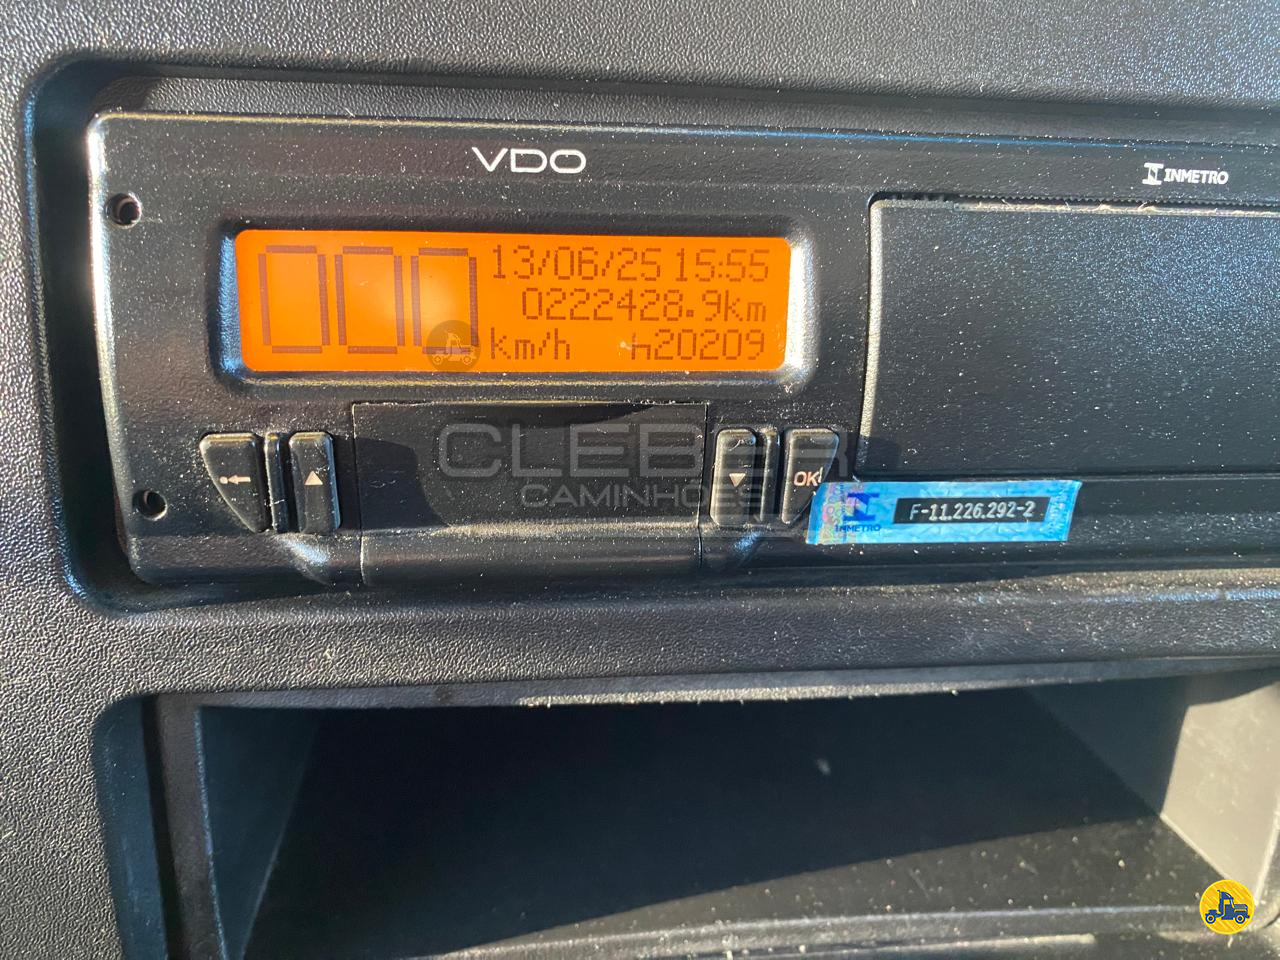 VDO
INMETRO
000
13/06/25 15:55
0222428.9km
km/h
h20209
CLEBER
CAMINHÕES
OK
INMETRO
F-11.226.292-2